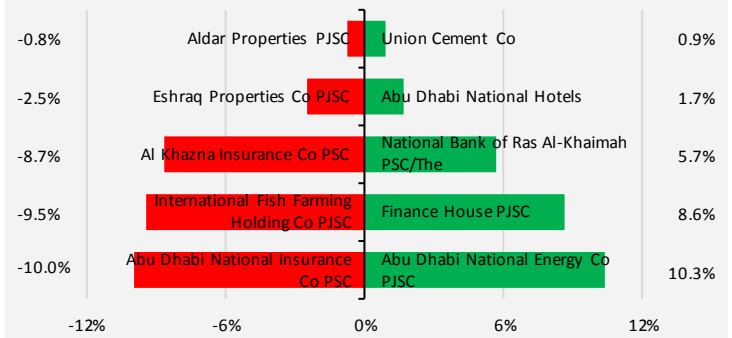 -0.8% Aldar Properties PJSC Union Cement Co 0.9%
-2.5% Eshraq Properties Co PJSC Abu Dhabi National Hotels 1.7%
-8.7% Al Khazna Insurance Co PSC National Bank of Ras Al-Khaimah
PSC/The 5.7%
-9.5% International Fish Farming
Holding Co PJSC Finance House PJSC 8.6%
-10.0% Abu Dhabi National Insurance
Co PSC Abu Dhabi National Energy Co
PJSC 10.3%
-12% -6% 0% 6% 12%